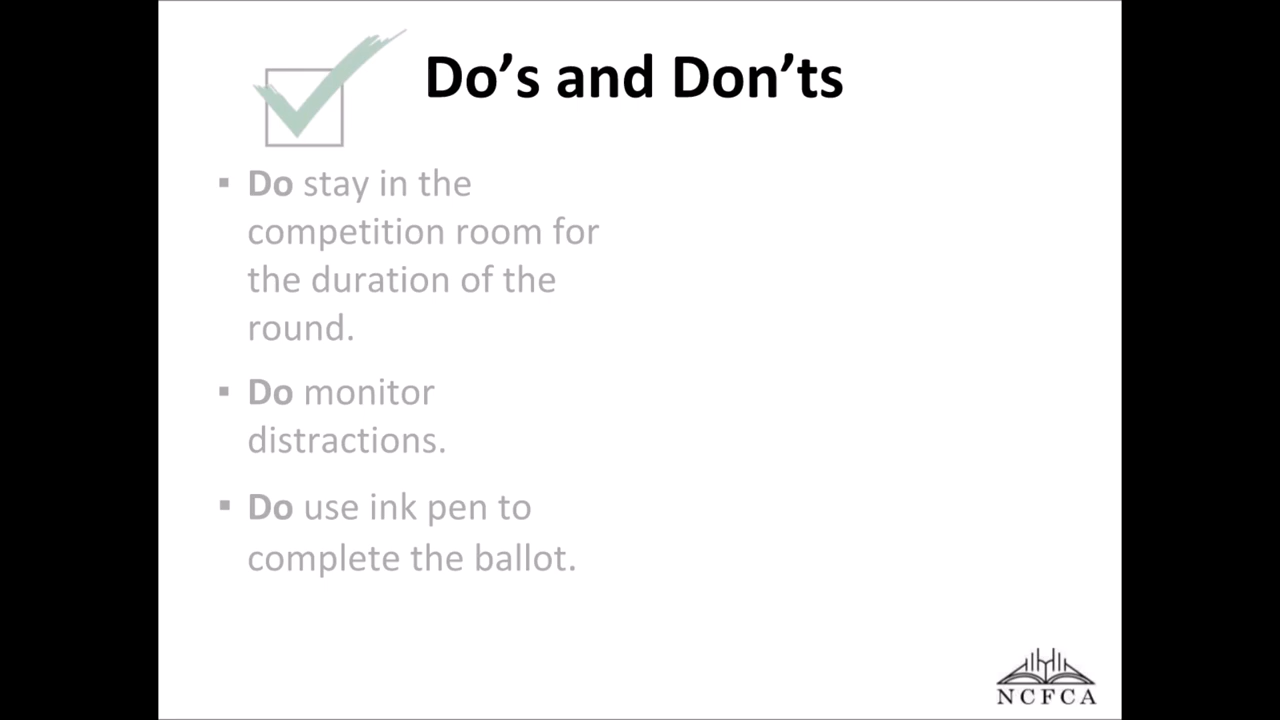 Do’s and Don’ts
▪ Do stay in the
competition room for
the duration of the
round.
▪ Do monitor
distractions.
▪ Do use ink pen to
complete the ballot.
NCFCA